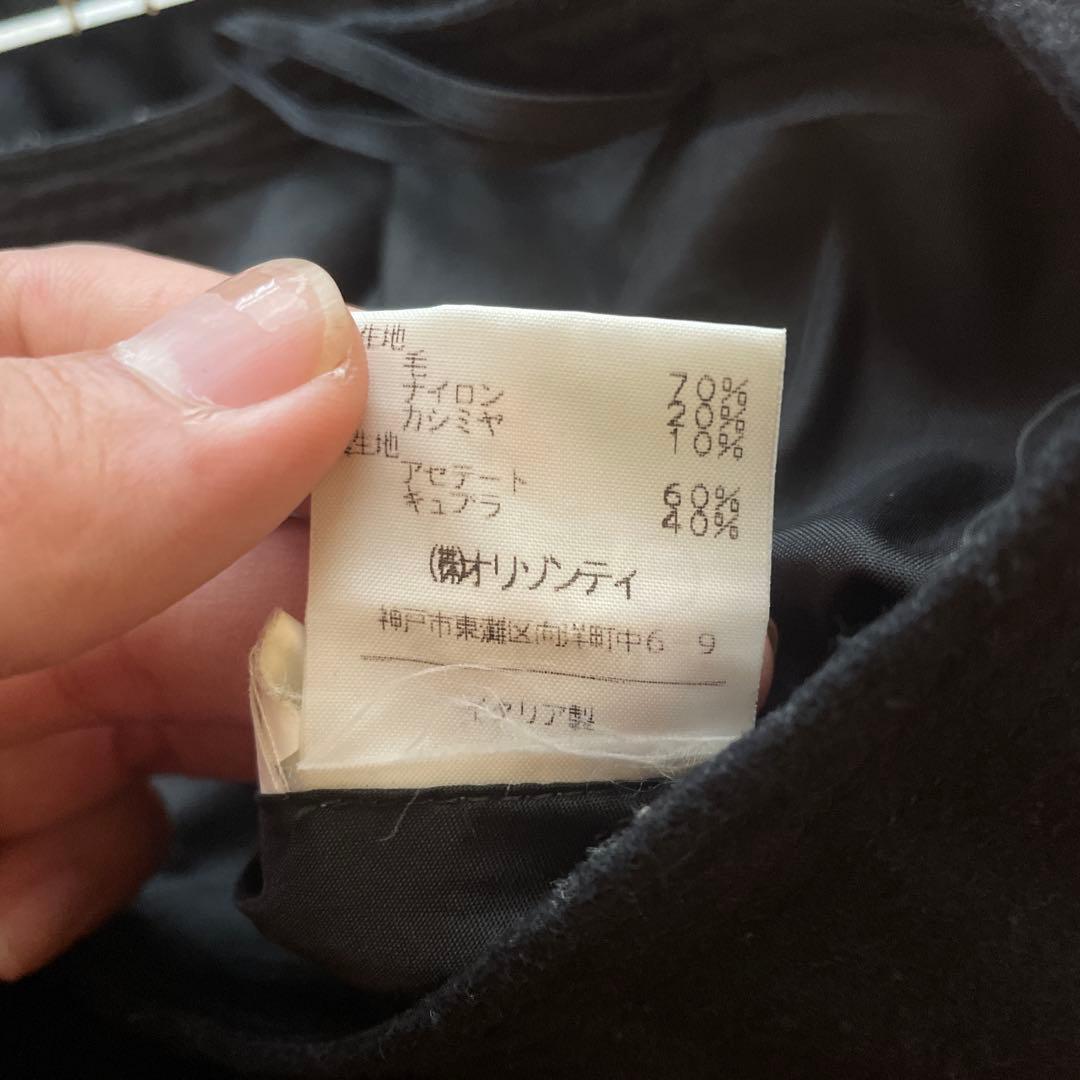 生地
毛 70%
ナイロン 20%
カシミヤ 10%
生地
アセテート 60%
キュプラ 40%
㈱オリゾンティ
神戸市東灘区向洋町中6 9
イタリア製